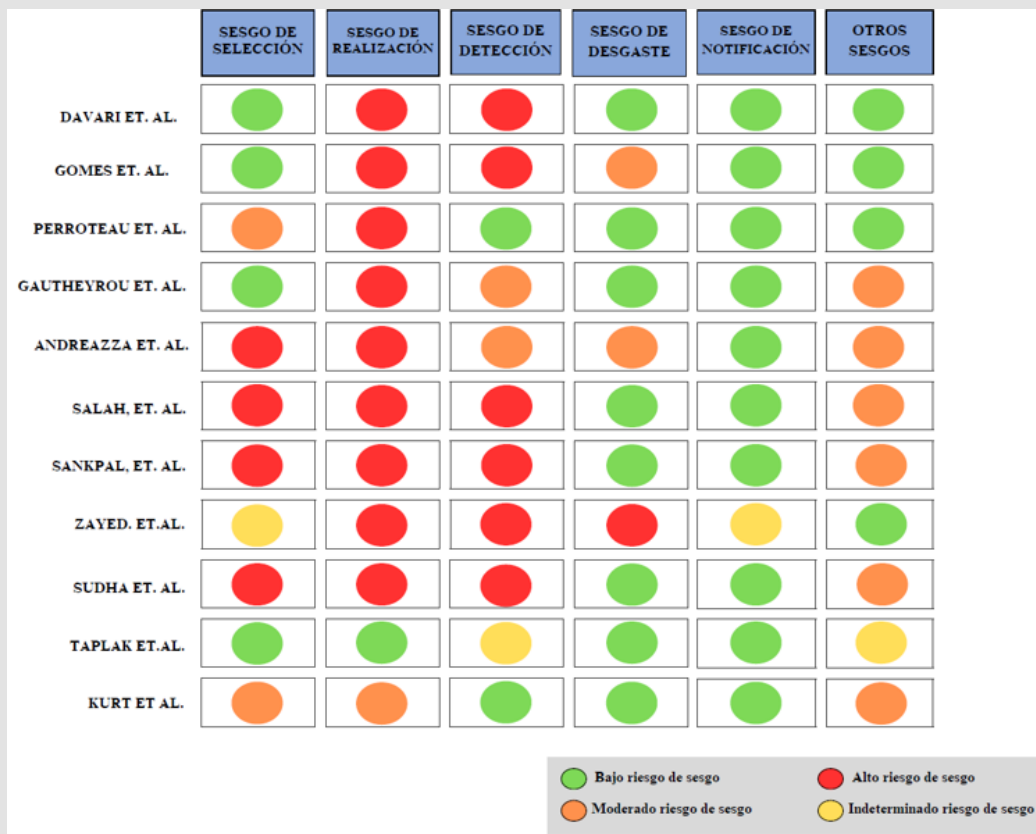 SESGO DE
SELECCIÓN
SESGO DE
REALIZACIÓN
SESGO DE
DETECCIÓN
SESGO DE
DESGASTE
SESGO DE
NOTIFICACIÓN
OTROS
SESGOS
DAVARI ET. AL.
GOMES ET. AL.
PERROTEAU ET. AL.
GAUTHEYROU ET. AL.
ANDREAZZA ET. AL.
SALAH, ET. AL.
SANKPAL, ET. AL.
ZAYED. ET.AL.
SUDHA ET. AL.
TAPLAK ET.AL.
KURT ET AL.
Bajo riesgo de sesgo
Alto riesgo de sesgo
Moderado riesgo de sesgo
Indeterminado riesgo de sesgo